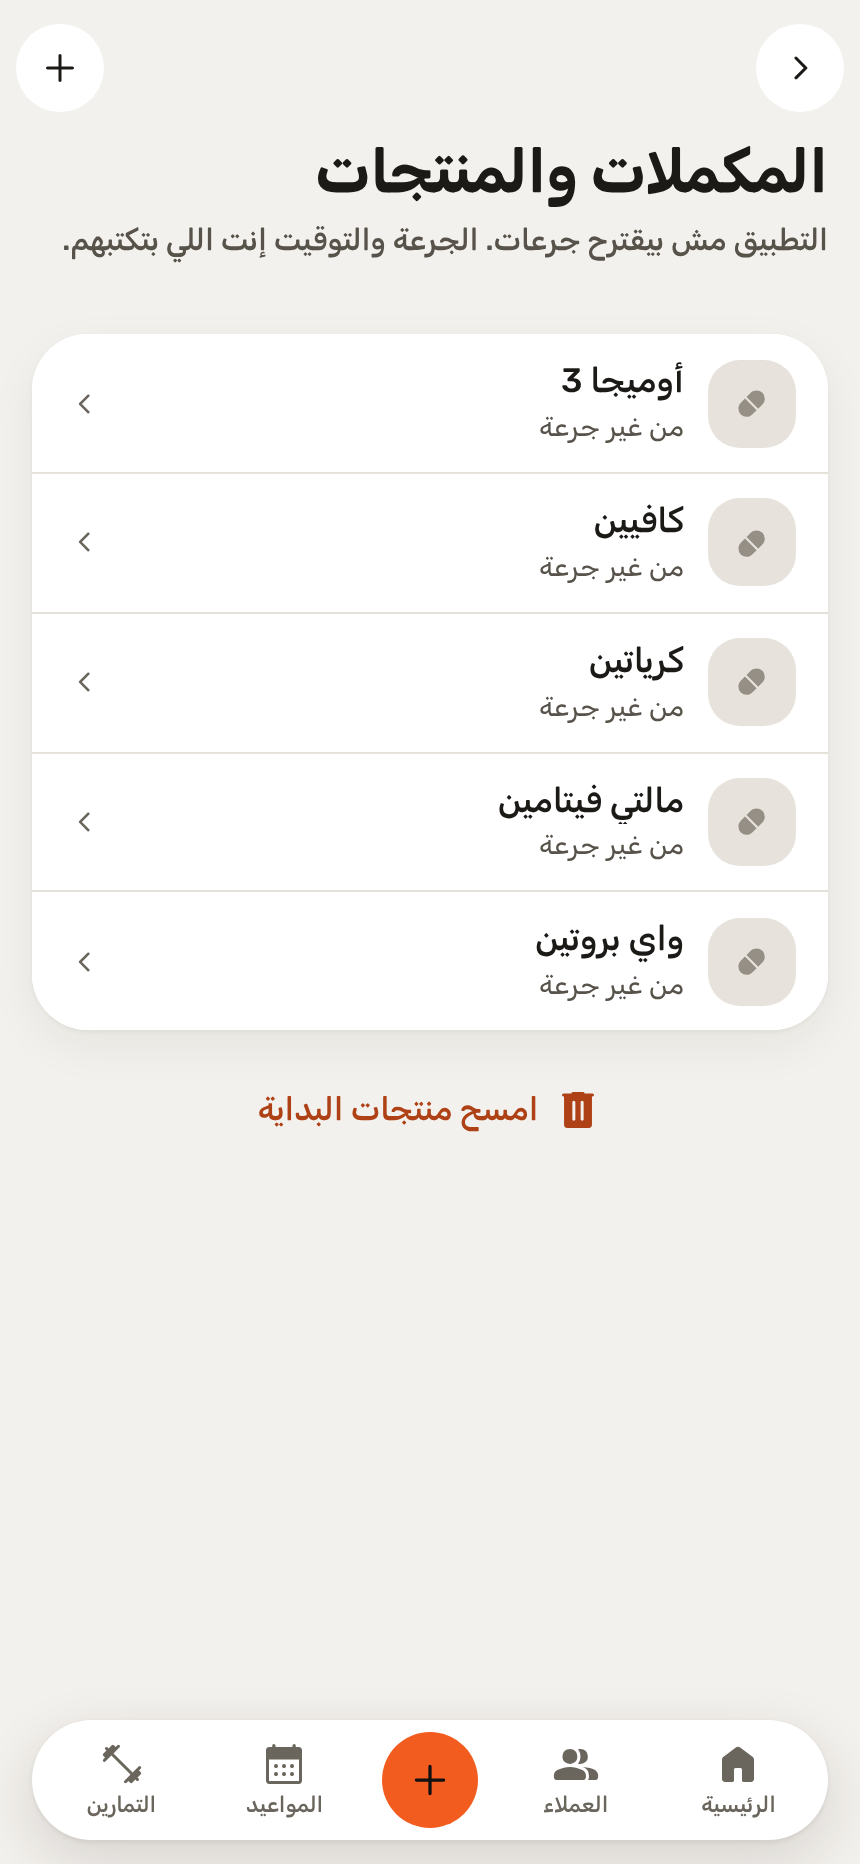 المكملات والمنتجات
التطبيق مش بيقترح جرعات. الجرعة والتوقيت إنت اللي بتكتبهم.
أوميجا 3
من غير جرعة
كافيين
من غير جرعة
كرياتين
من غير جرعة
مالتي فيتامين
من غير جرعة
واي بروتين
من غير جرعة
امسح منتجات البداية
الرئيسية
العملاء
المواعيد
التمارين